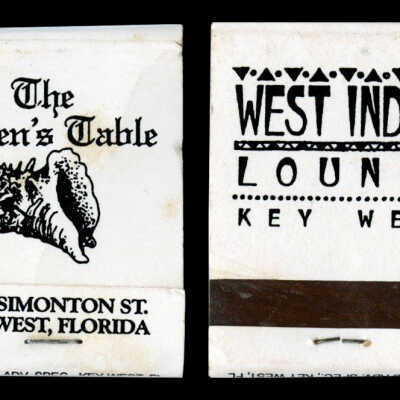 The
en's Table
SIMONTON ST.
WEST, FLORIDA
WEST IND
LOUN
KEY WE